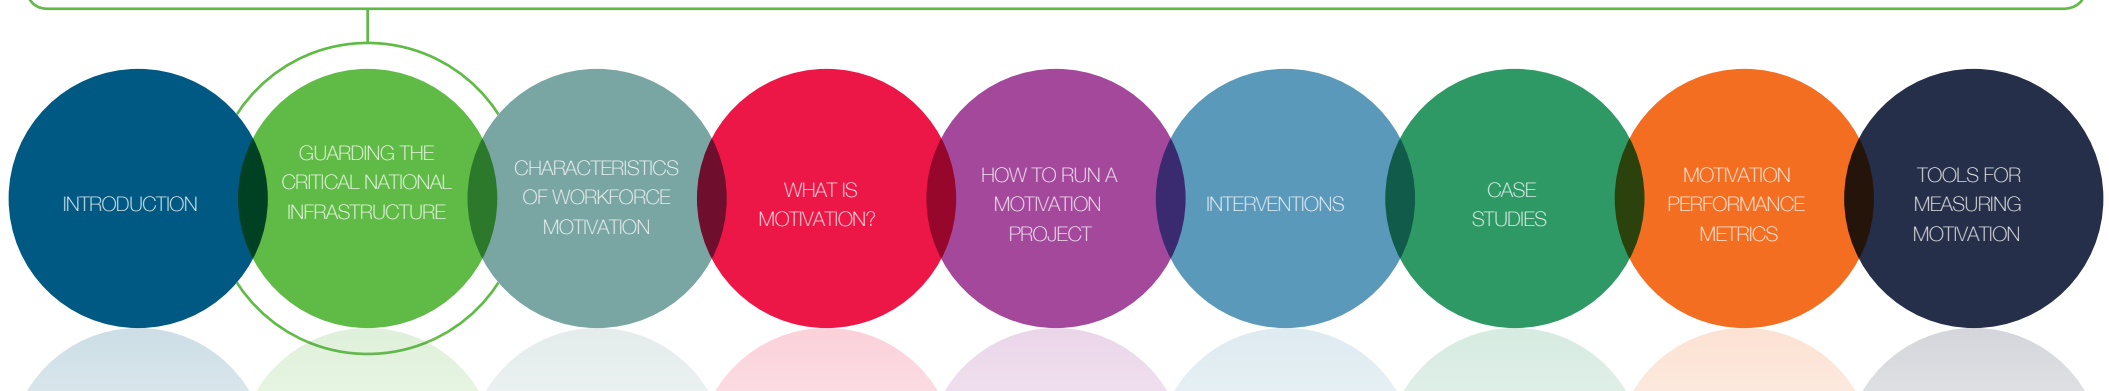 INTRODUCTION
GUARDING THE
CRITICAL NATIONAL
INFRASTRUCTURE
CHARACTERISTICS
OF WORKFORCE
MOTIVATION
WHAT IS
MOTIVATION?
HOW TO RUN A
MOTIVATION
PROJECT
INTERVENTIONS
CASE
STUDIES
MOTIVATION
PERFORMANCE
METRICS
TOOLS FOR
MEASURING
MOTIVATION